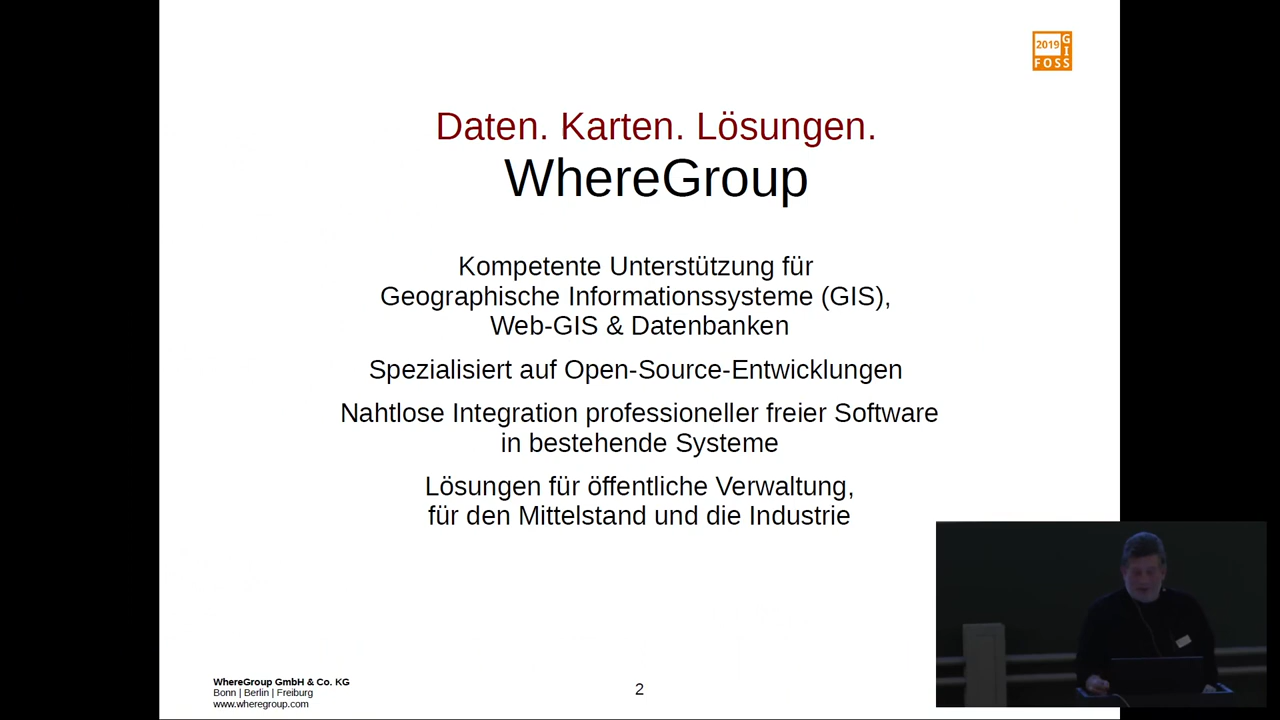 2019
G
I
FOSS
Daten. Karten. Lösungen.
WhereGroup
Kompetente Unterstützung für
Geographische Informationssysteme (GIS),
Web-GIS & Datenbanken
Spezialisiert auf Open-Source-Entwicklungen
Nahtlose Integration professioneller freier Software
in bestehende Systeme
Lösungen für öffentliche Verwaltung,
für den Mittelstand und die Industrie
WhereGroup GmbH & Co. KG
Bonn | Berlin | Freiburg
www.wheregroup.com
2